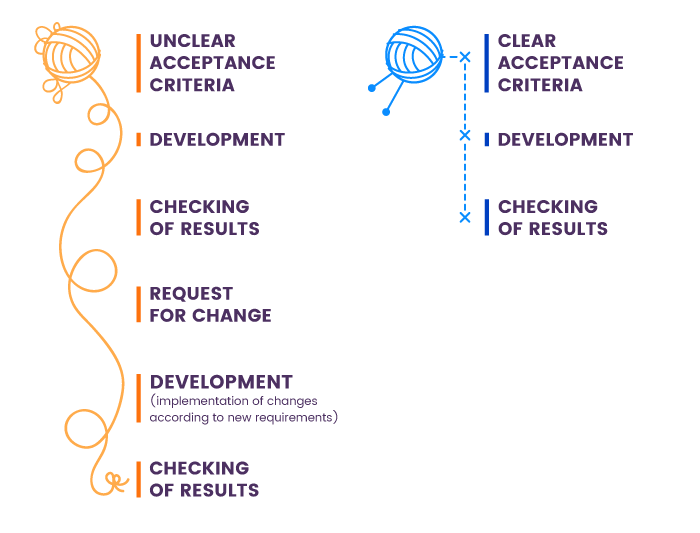 UNCLEAR
ACCEPTANCE
CRITERIA
DEVELOPMENT
CHECKING
OF RESULTS
REQUEST
FOR CHANGE
DEVELOPMENT
(implementation of changes
according to new requirements)
CHECKING
OF RESULTS
CLEAR
ACCEPTANCE
CRITERIA
DEVELOPMENT
CHECKING
OF RESULTS